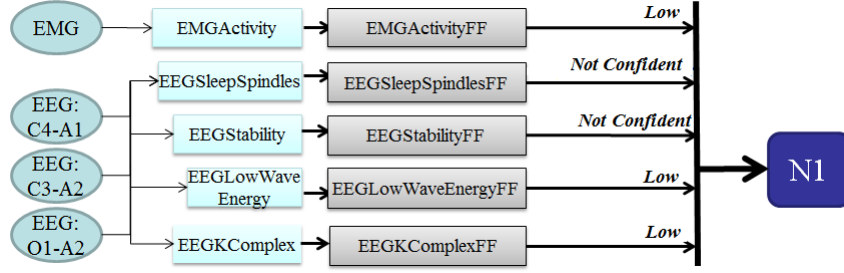 EMG
EMGActivity
EMGActivityFF
Low
EEGSleepSpindles
EEGSleepSpindlesFF
Not Confident
EEG:
C4-A1
EEGStability
EEGStabilityFF
Not Confident
EEG:
C3-A2
EEGLowWave
Energy
EEGLowWaveEnergyFF
Low
N1
EEG:
O1-A2
EEGKComplex
EEGKComplexFF
Low